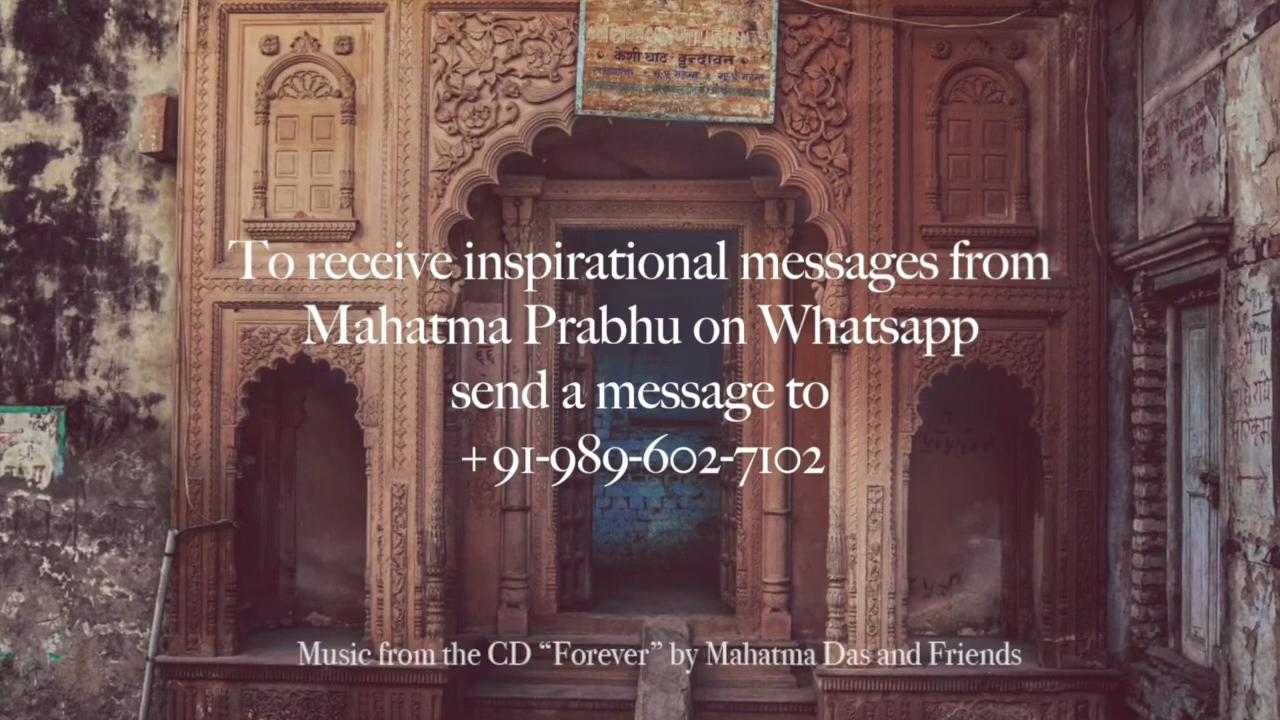 केशी घाट वृन्दावन
To receive inspirational messages from
Mahatma Prabhu on Whatsapp
send a message to
+91-989-602-7102
Music from the CD “Forever” by Mahatma Das and Friends